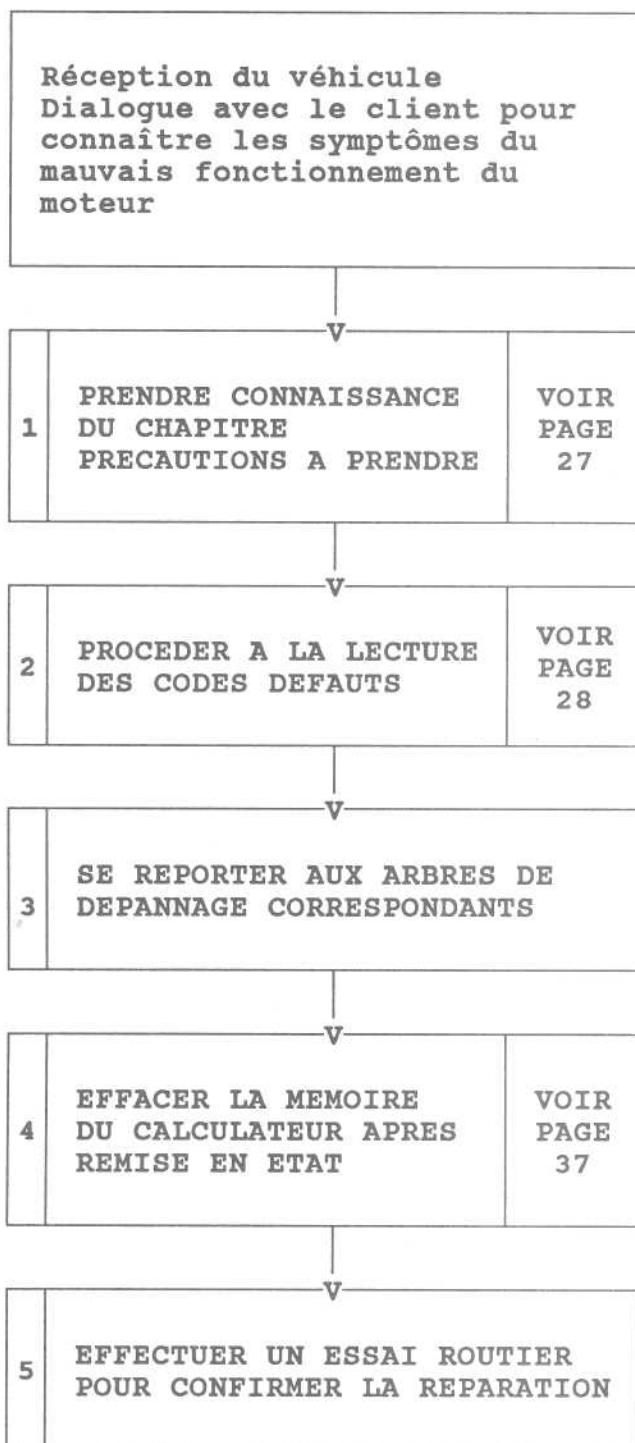 Réception du véhicule
Dialogue avec le client pour
connaître les symptômes du
mauvais fonctionnement du
moteur
V
1
PRENDRE CONNAISSANCE
DU CHAPITRE
PRECAUTIONS A PRENDRE
VOIR
PAGE
27
V
2
PROCEDER A LA LECTURE
DES CODES DEFAUTS
VOIR
PAGE
28
V
3
SE REPORTER AUX ARBRES DE
DEPANNAGE CORRESPONDANTS
V
4
EFFACER LA MEMOIRE
DU CALCULATEUR APRES
REMISE EN ETAT
VOIR
PAGE
37
V
5
EFFECTUER UN ESSAI ROUTIER
POUR CONFIRMER LA REPARATION